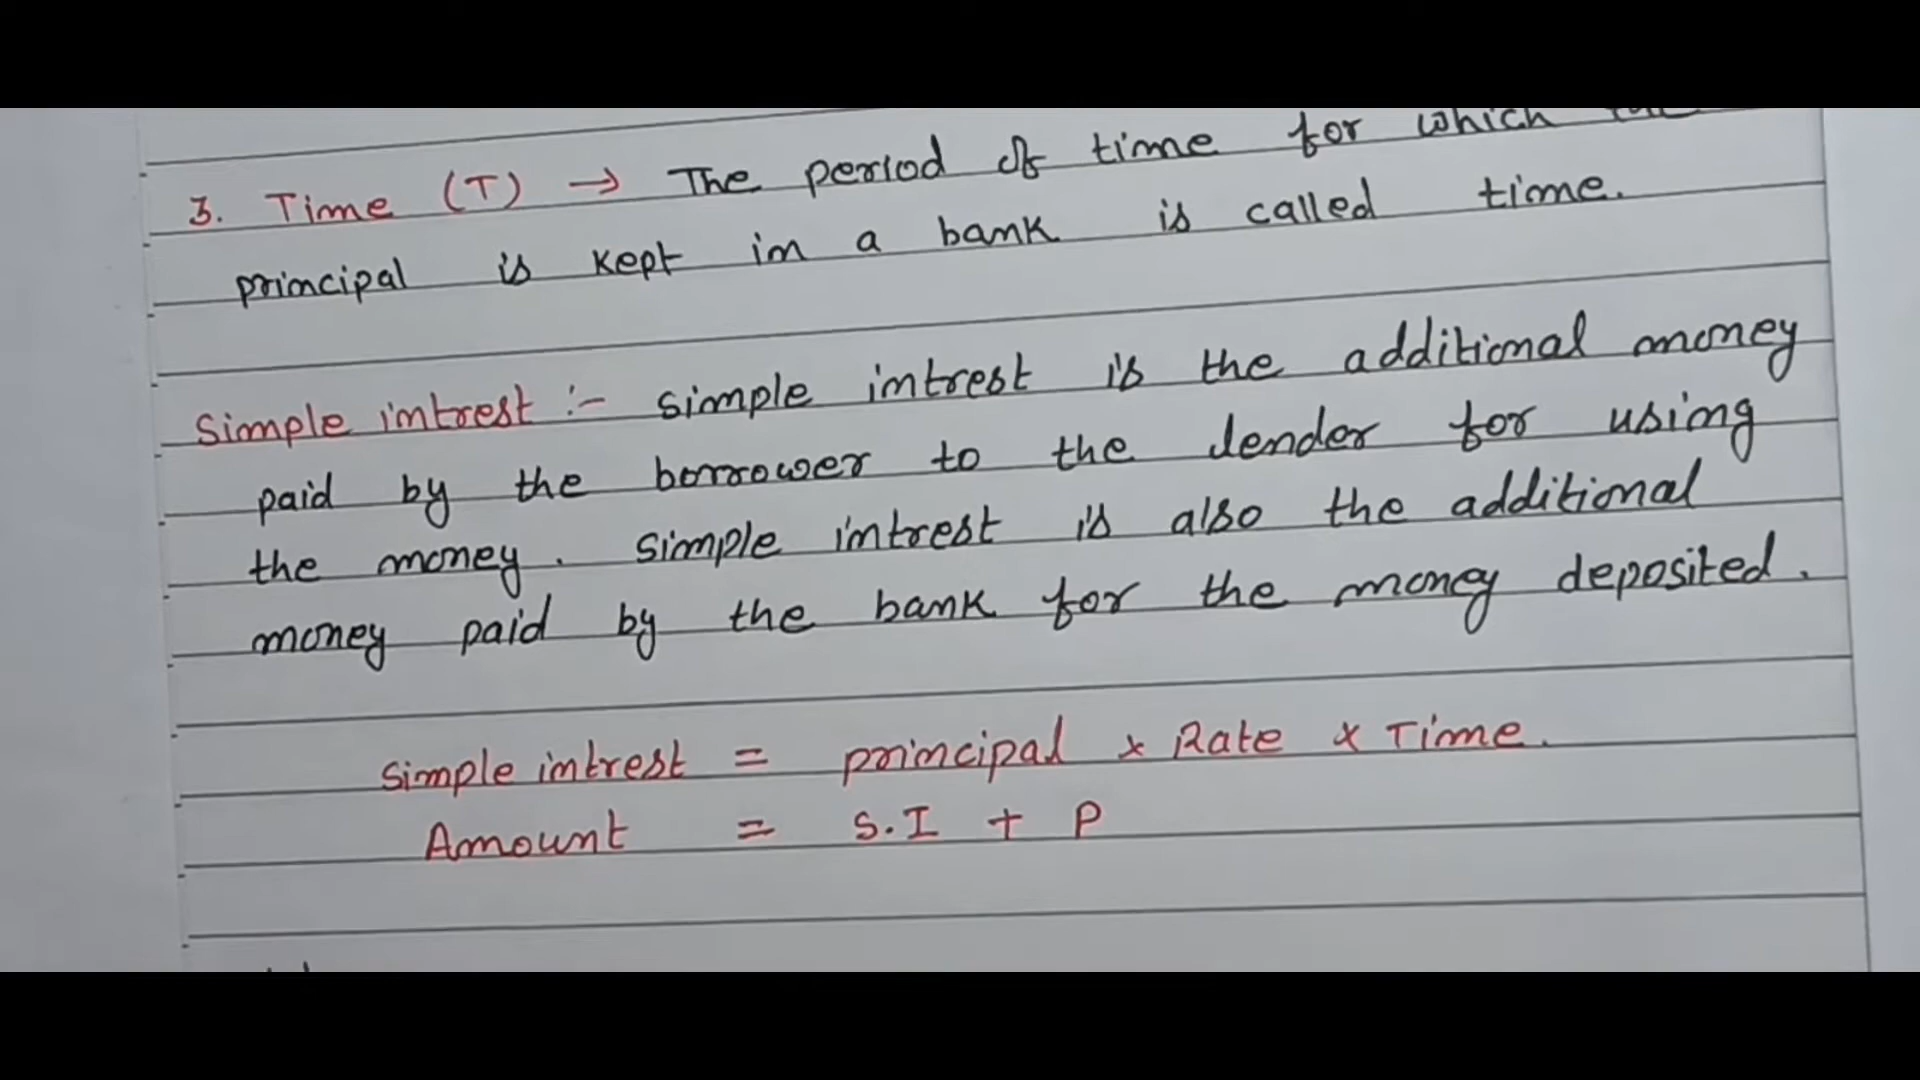 3. Time (T) → The period of time for which the
principal is kept in a bank is called time.
Simple intrest :- simple intrest is the additional money
paid by the borrower to the lender for using
the money. Simple intrest is also the additional
money paid by the bank for the money deposited.
Simple intrest = principal × Rate × Time.
Amount = S.I + P